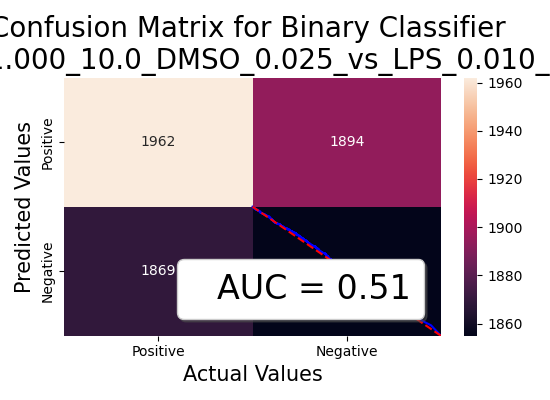 Confusion Matrix for Binary Classifier
1.000_10.0_DMSO_0.025_vs_LPS_0.010_
Predicted Values
Positive
Negative
1962
1894
1869
AUC = 0.51
Positive
Negative
Actual Values
1960
1940
1920
1900
1880
1860